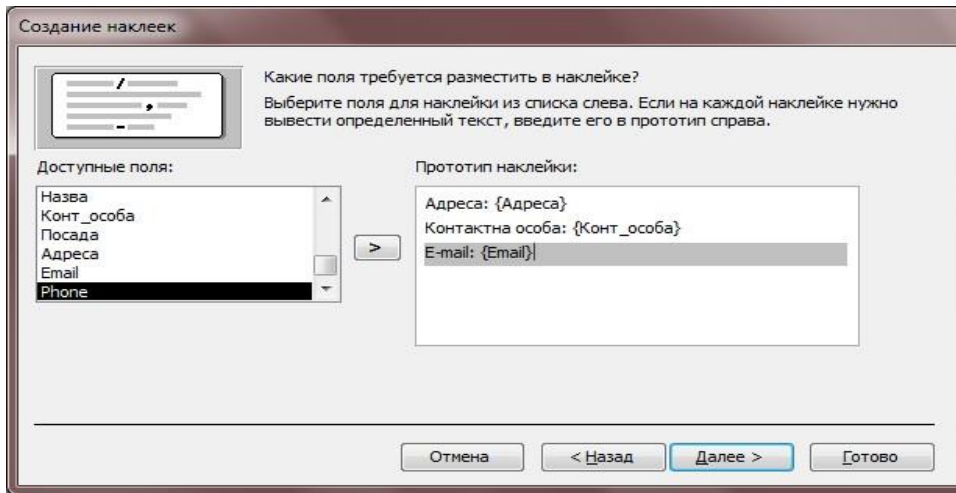 Создание наклеек
Какие поля требуется разместить в наклейке?
Выберите поля для наклейки из списка слева. Если на каждой наклейке нужно
вывести определенный текст, введите его в прототип справа.
Доступные поля:
Назва
Конт_особа
Посада
Адреса
Email
Phone
>
Прототип наклейки:
Адреса: {Адреса}
Контактна особа: {Конт_особа}
E-mail: {Email}
Отмена
< Назад
Далее >
Готово